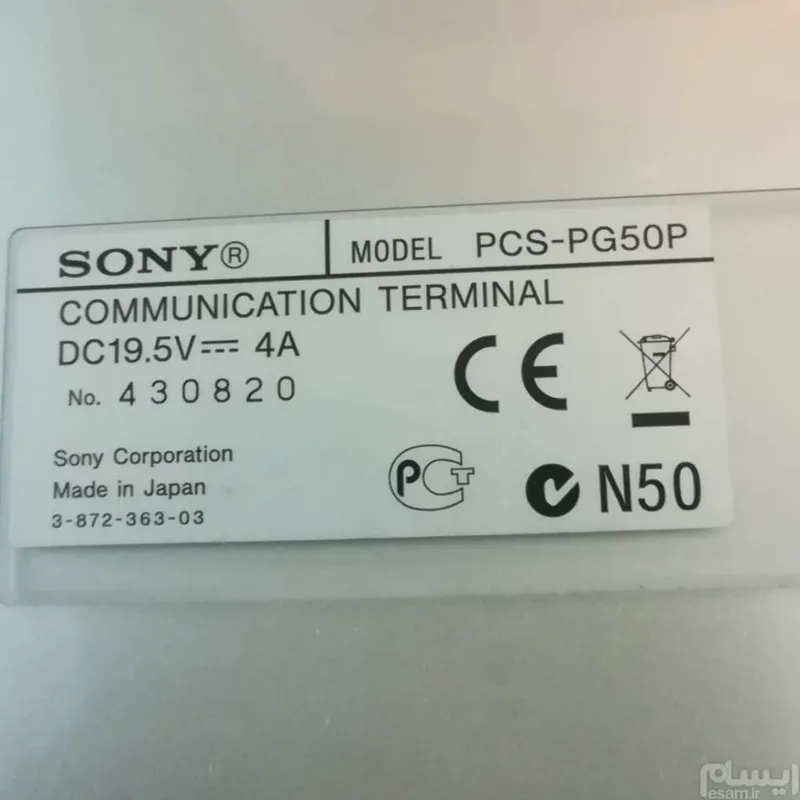 SONY®
MODEL PCS-PG50P
COMMUNICATION TERMINAL
DC19.5V⎓ 4A
No. 430820
CE
Sony Corporation
Made in Japan
3-872-363-03
PCT
N50
ایسام
esam.ir